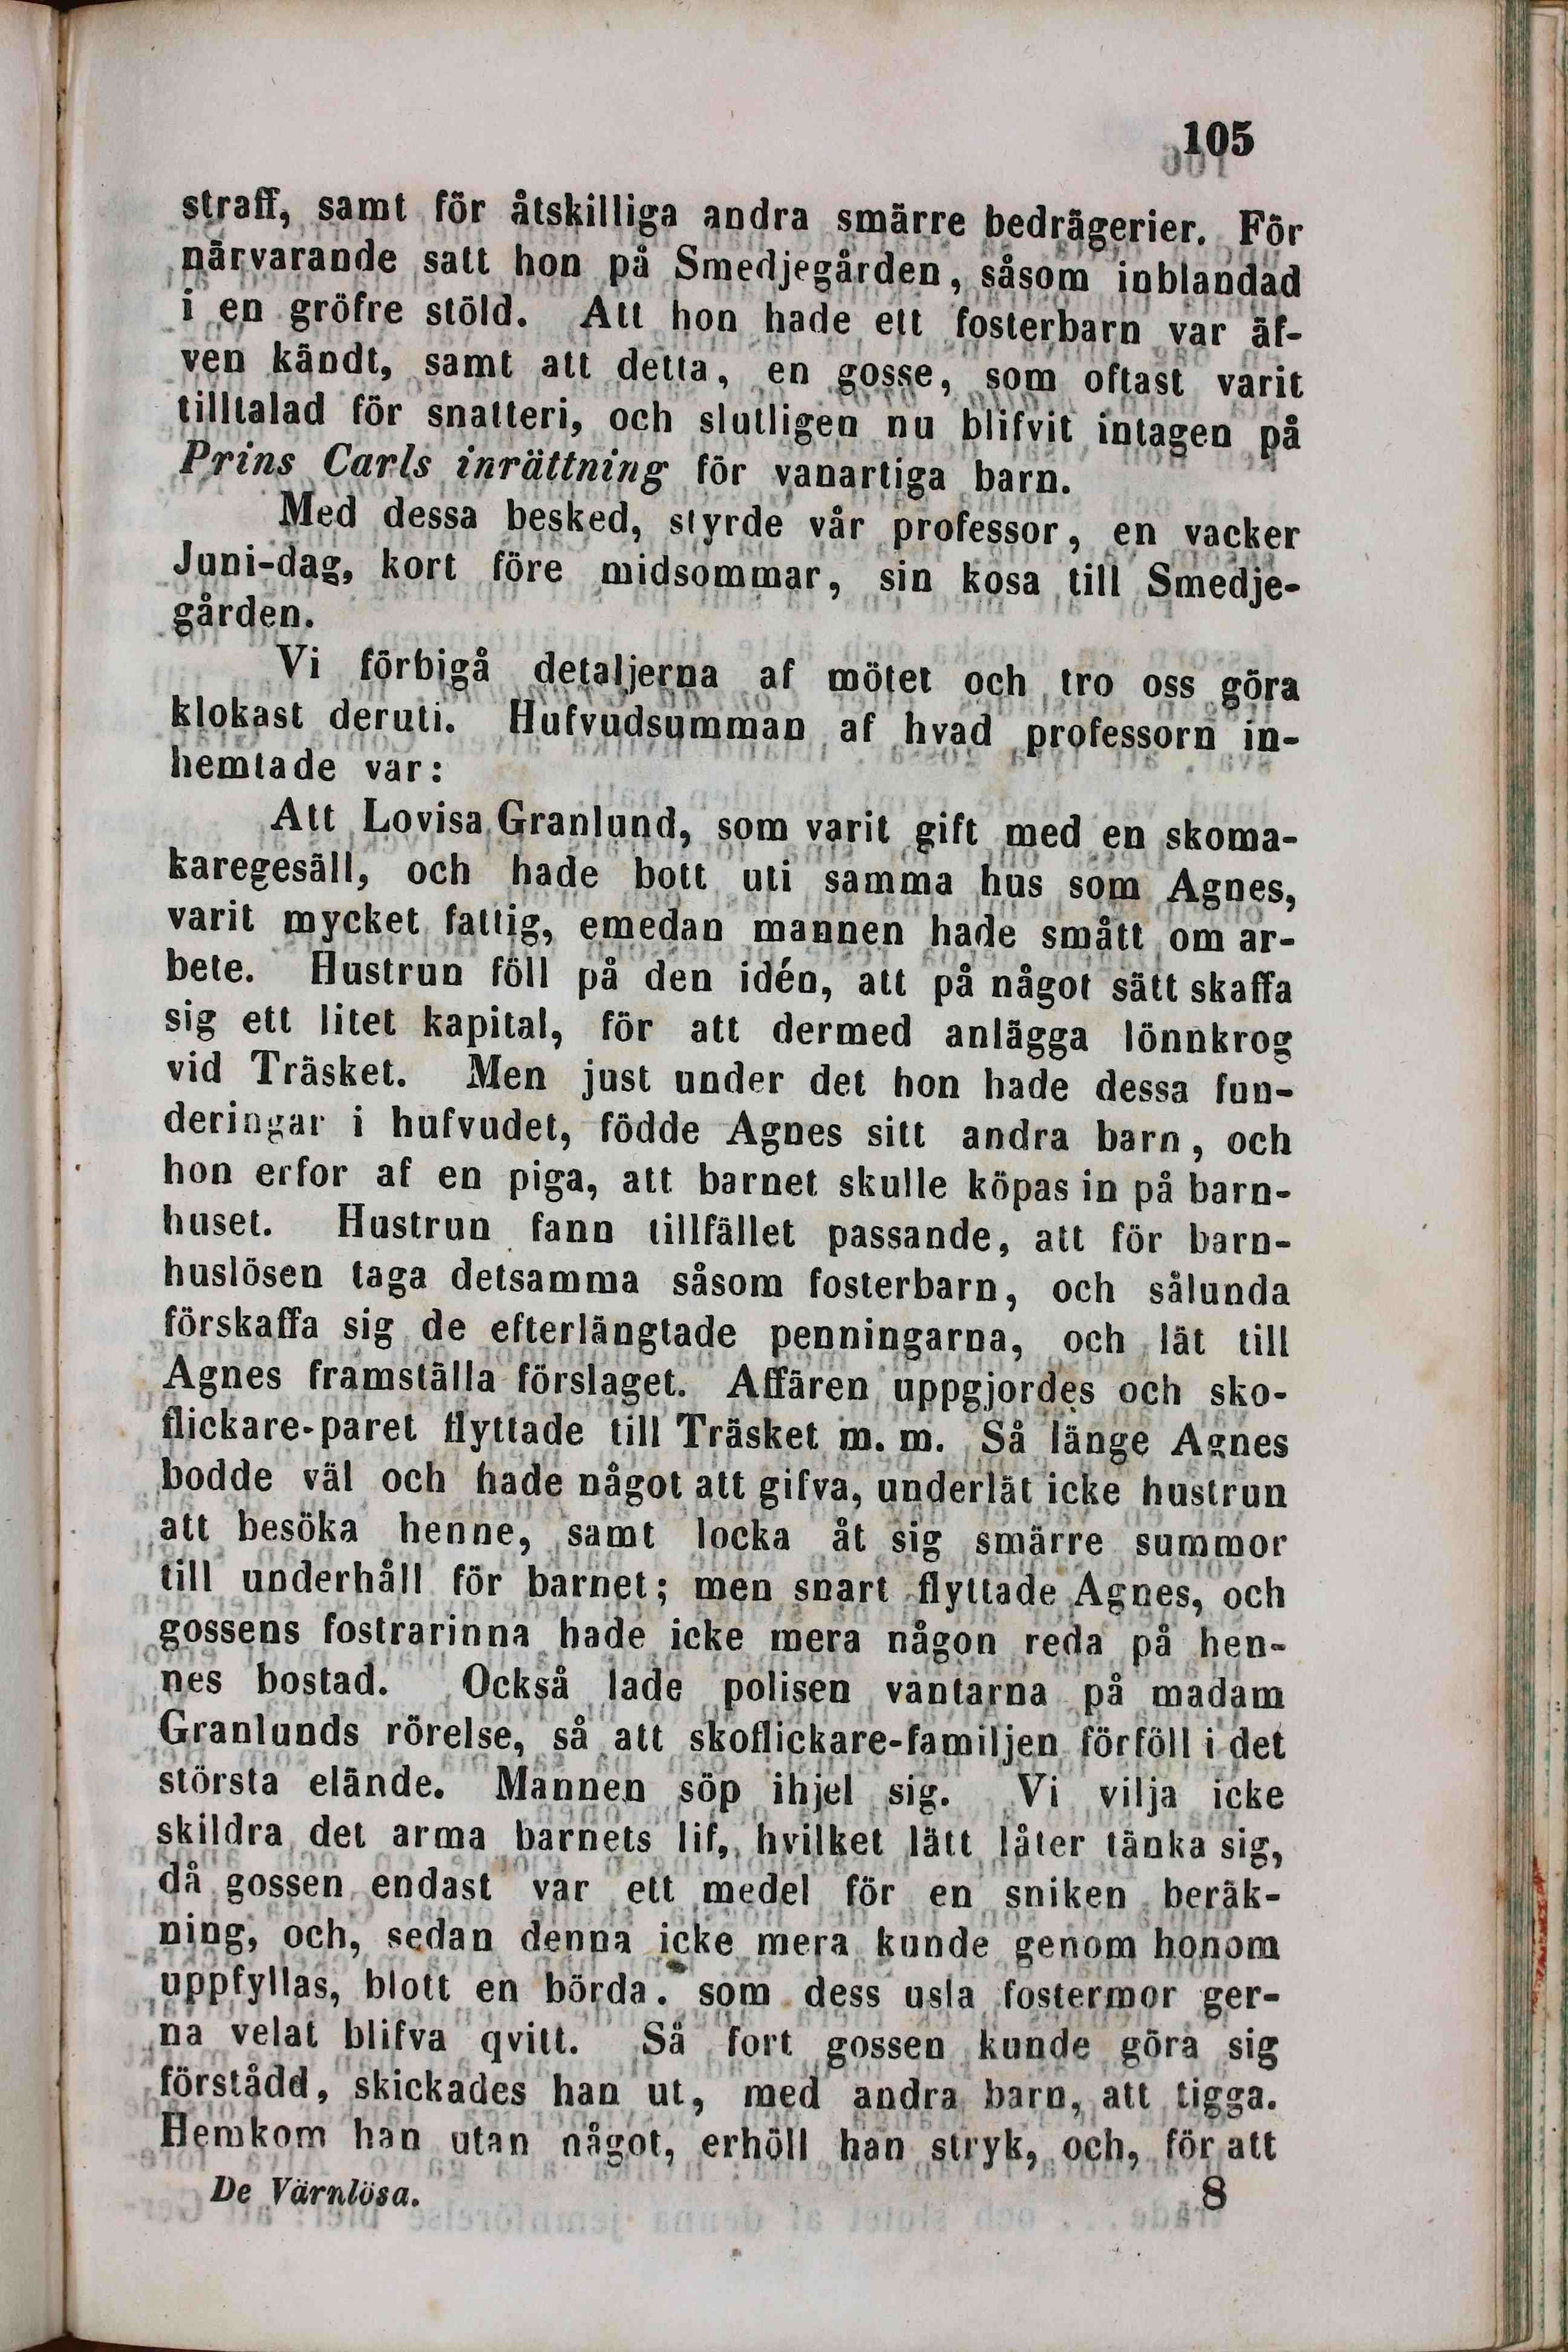 105
straff, samt för åtskilliga andra smärre bedrägerier. För
närvarande satt hon på Smedjegården, såsom inblandad
i en gröfre stöld. Att hon hade ett fosterbarn var äf-
ven kändt, samt att detta, en gosse, som oftast varit
tilltalad för snatteri, och slutligen nu blifvit intagen på
Prins Carls inrättning för vanartiga barn.
Med dessa besked, styrde vår professor, en vacker
Juni-dag, kort före midsommar, sin kosa till Smedje-
gården.
Vi förbigå detaljerna af mötet och tro oss göra
klokast deruti. Hufvudsumman af hvad professorn in-
hemtade var:
Att Lovisa Granlund, som varit gift med en skoma-
karegesäll, och hade bott uti samma hus som Agnes,
varit mycket fattig, emedan mannen hade smått om ar-
bete. Hustrun föll på den idén, att på något sätt skaffa
sig ett litet kapital, för att dermed anlägga lönnkrog
vid Träsket. Men just under det hon hade dessa fun-
deringar i hufvudet, födde Agnes sitt andra barn, och
hon erfor af en piga, att barnet skulle köpas in på barn-
huset. Hustrun fann tillfället passande, att för barn-
huslösen taga detsamma såsom fosterbarn, och sålunda
förskaffa sig de efterlängtade penningarna, och lät till
Agnes framställa förslaget. Affären uppgjordes och sko-
flickare-paret flyttade till Träsket m. m. Så länge Agnes
bodde väl och hade något att gifva, underlät icke hustrun
att besöka henne, samt locka åt sig smärre summor
till underhåll för barnet; men snart flyttade Agnes, och
gossens fostrarinna hade icke mera någon reda på hen-
nes bostad. Också lade polisen vantarna på madam
Granlunds rörelse, så att skoflickare-familjen förföll i det
största elände. Mannen söp ihjel sig. Vi vilja icke
skildra det arma barnets lif, hvilket lätt låter tänka sig,
då gossen endast var ett medel för en sniken beräk-
ning, och, sedan denna icke mera kunde genom honom
uppfyllas, blott en börda. som dess usla fostermor ger-
na velat blifva qvitt. Så fort gossen kunde göra sig
förstådd, skickades han ut, med andra barn, att tigga.
Hemkom han utan något, erhöll han stryk, och, för att
De Värnlösa. 8